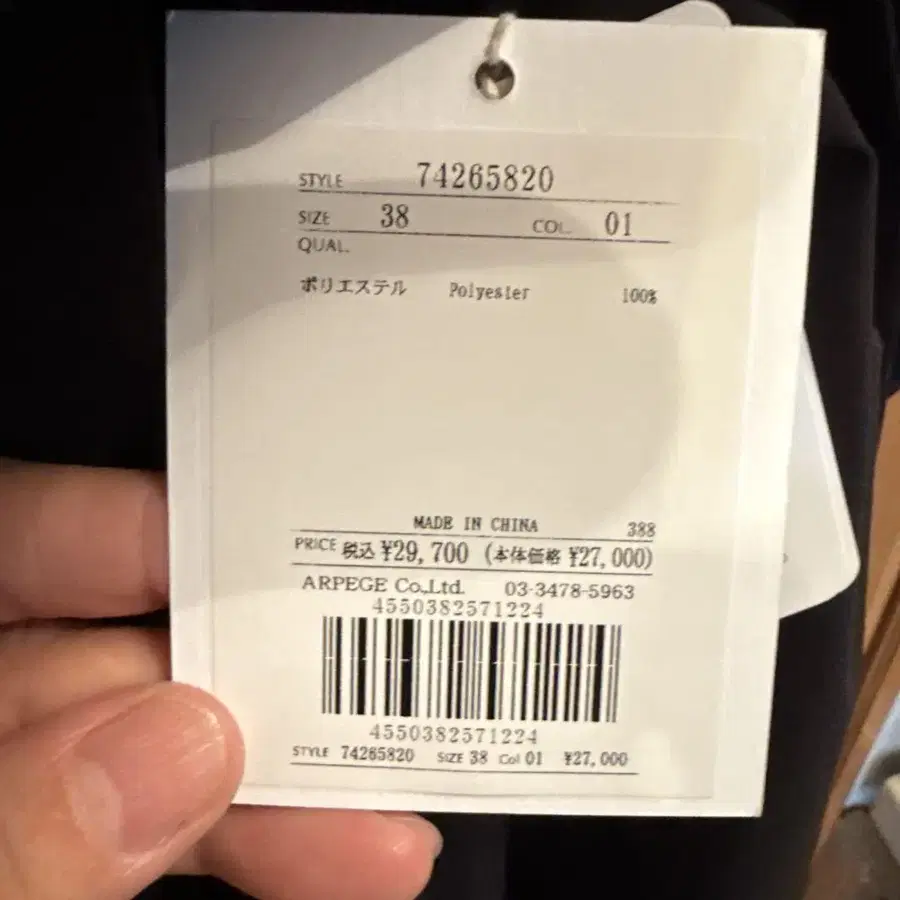 STYLE 74265820
SIZE 38 COL. 01
QUAL.
ポリエステル Polyester 100%
MADE IN CHINA 388
PRICE 税込 ¥29,700 (本体価格 ¥27,000)
ARPEGE Co.,Ltd. 03-3478-5963
4550382571224
4550382571224
STYLE 74265820 SIZE 38 Col 01 ¥27,000